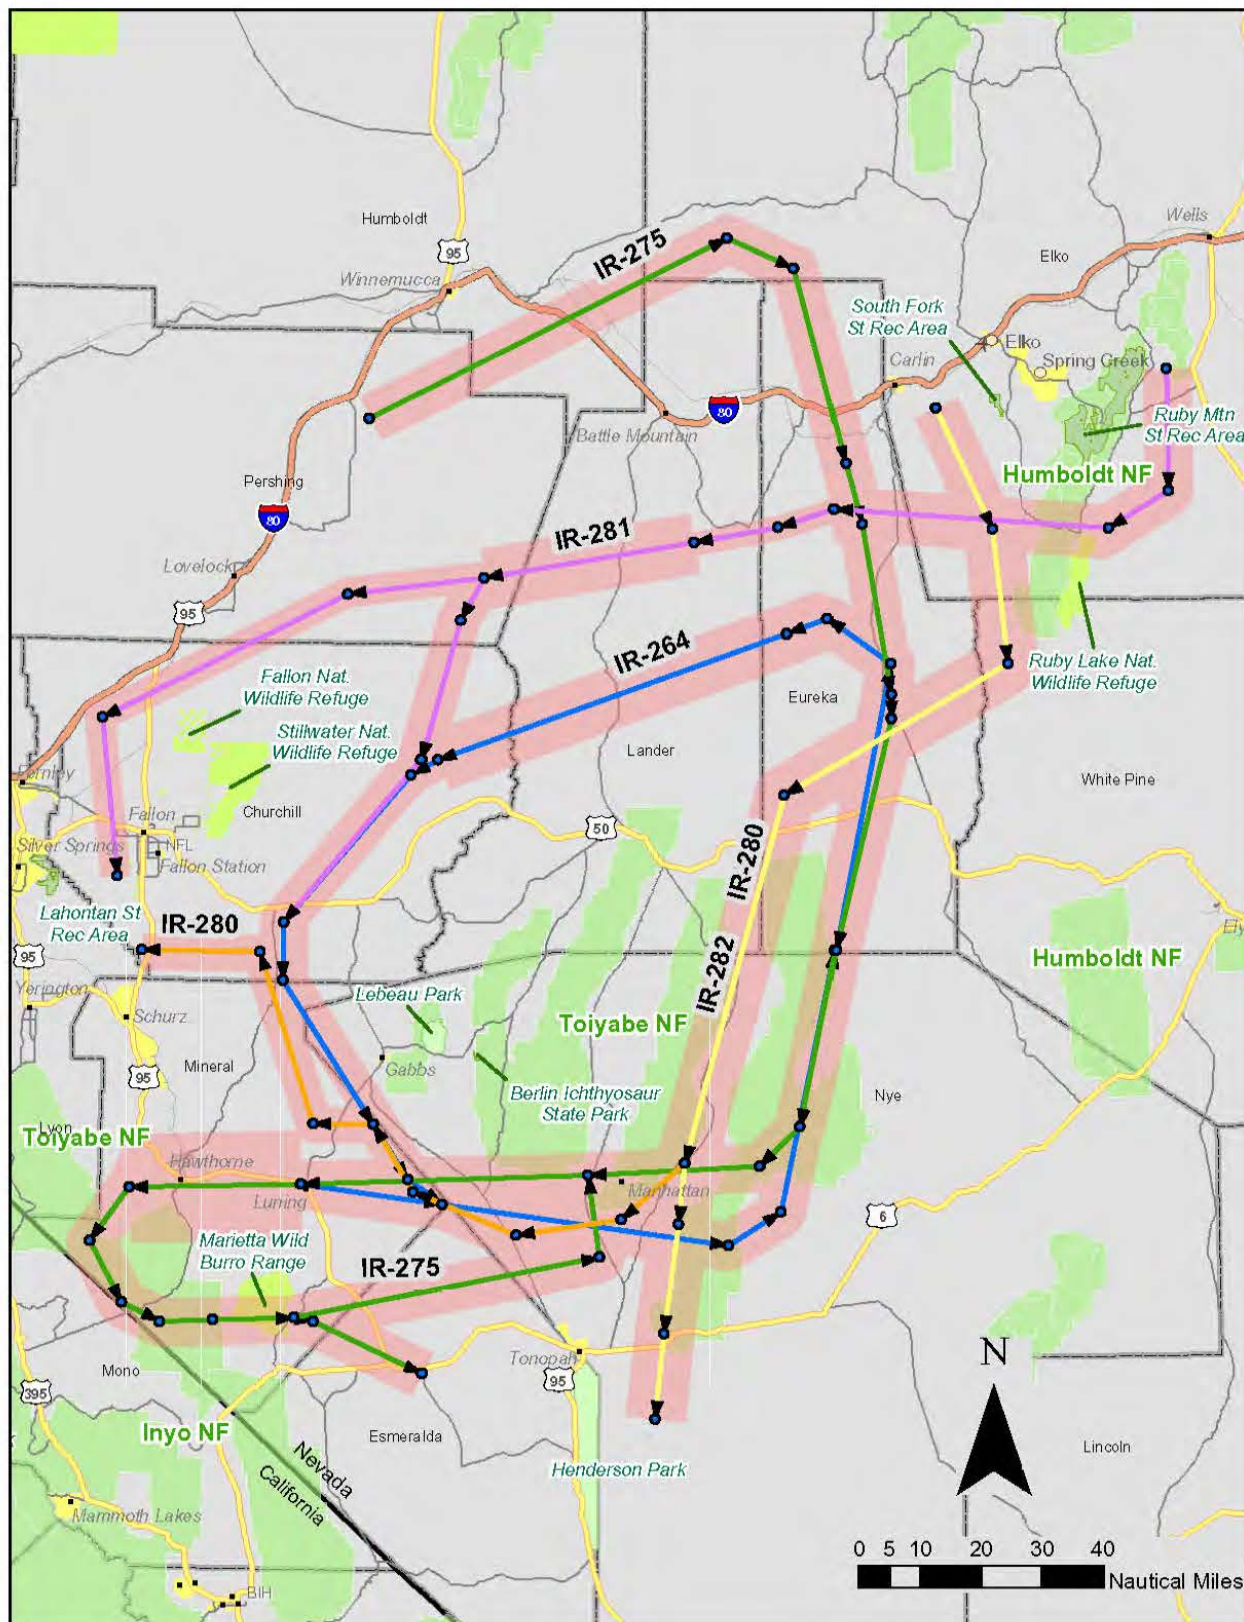 Humboldt
95
IR-275
Wells
Elko
Winnemucca
South Fork
St Rec Area
Elko
Carlin
Spring Creek
80
Battle Mountain
Ruby Mtn
St Rec Area
Humboldt NF
Pershing
80
IR-281
Lovelock
95
IR-264
Fallon Nat.
Wildlife Refuge
Ruby Lake Nat.
Wildlife Refuge
Eureka
Stillwater Nat.
Wildlife Refuge
Lander
Fernley
White Pine
Churchill
Fallon
50
Silver Springs
NFL
Fallon Station
IR-280
Lahontan St
Rec Area
IR-280
Ely
95
IR-282
Humboldt NF
Yerington
Lebeau Park
Schurz
Toiyabe NF
Mineral
Gabbs
95
Berlin Ichthyosaur
State Park
Nye
Lyon
Toiyabe NF
Hawthorne
Manhattan
Luning
6
Marietta Wild
Burro Range
IR-275
N
Tonopah
Mono
95
395
Inyo NF
Esmeralda
Nevada
California
Lincoln
Henderson Park
Mammoth Lakes
0 5 10 20 30 40
Nautical Miles
BIH